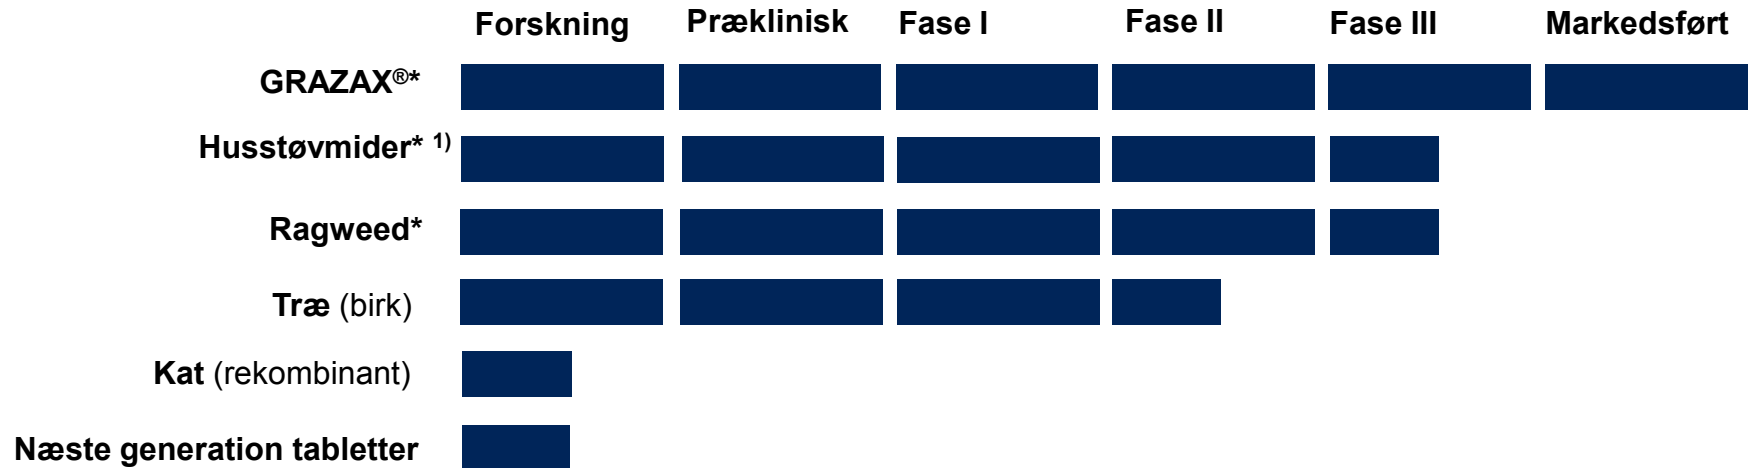 Forskning Præklinisk Fase I Fase II Fase III Markedsført
GRAZAX®*
Husstøvmider* 1)
Ragweed*
Træ (birk)
Kat (rekombinant)
Næste generation tabletter